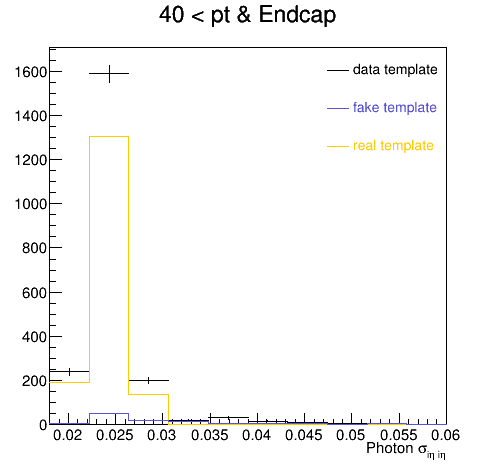 40 < pt & Endcap
1600
1400
1200
1000
800
600
400
200
0
data template
fake template
real template
0.02 0.025 0.03 0.035 0.04 0.045 0.05 0.055 0.06
Photon σiη iη